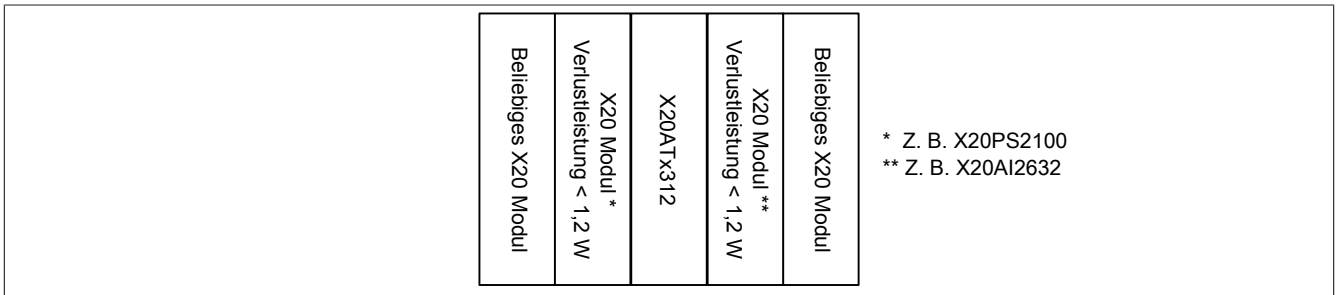 Beliebiges X20 Modul
X20 Modul *
Verlustleistung < 1,2 W
X20ATx312
X20 Modul **
Verlustleistung < 1,2 W
Beliebiges X20 Modul
* Z. B. X20PS2100
** Z. B. X20AI2632